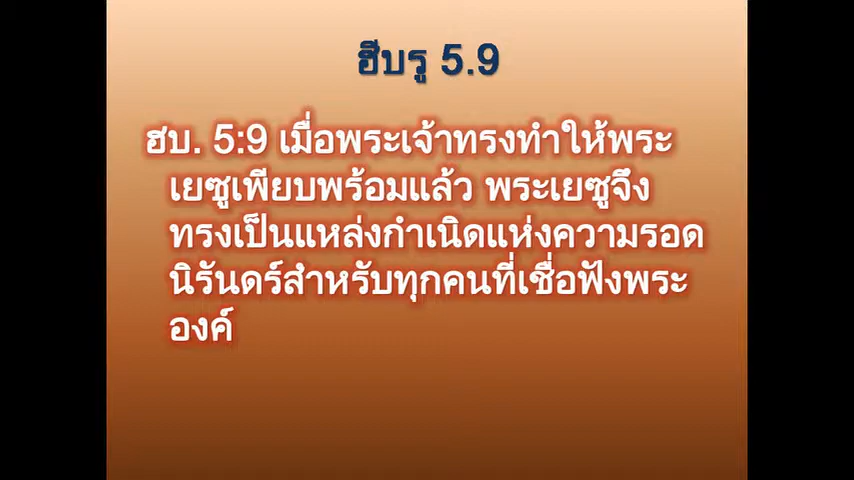 ฮีบรู 5.9
ฮบ. 5:9 เมื่อพระเจ้าทรงทำให้พระ
เยซูเพียบพร้อมแล้ว พระเยซูจึง
ทรงเป็นแหล่งกำเนิดแห่งความรอด
นิรันดร์สำหรับทุกคนที่เชื่อฟังพระ
องค์